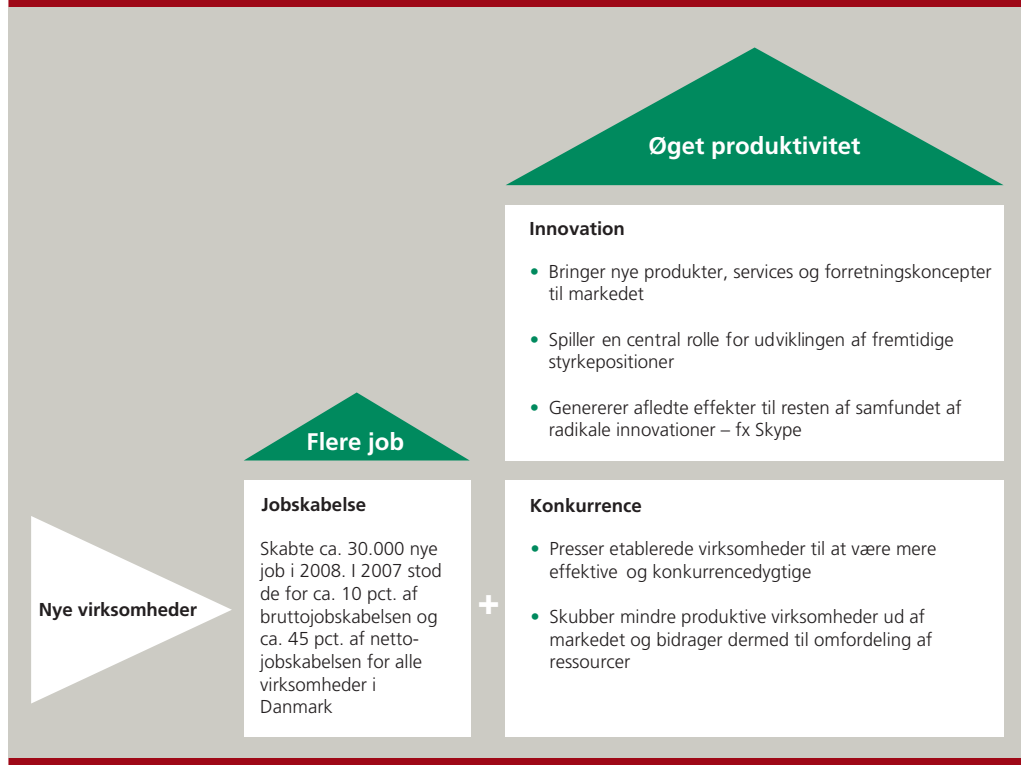 Nye virksomheder
Flere job
Jobskabelse
Skabte ca. 30.000 nye
job i 2008. I 2007 stod
de for ca. 10 pct. af
bruttojobskabelsen og
ca. 45 pct. af netto-
jobskabelsen for alle
virksomheder i
Danmark
+
Øget produktivitet
Innovation
• Bringer nye produkter, services og forretningskoncepter
til markedet
• Spiller en central rolle for udviklingen af fremtidige
styrkepositioner
• Genererer afledte effekter til resten af samfundet af
radikale innovationer – fx Skype
Konkurrence
• Presser etablerede virksomheder til at være mere
effektive og konkurrencedygtige
• Skubber mindre produktive virksomheder ud af
markedet og bidrager dermed til omfordeling af
ressourcer